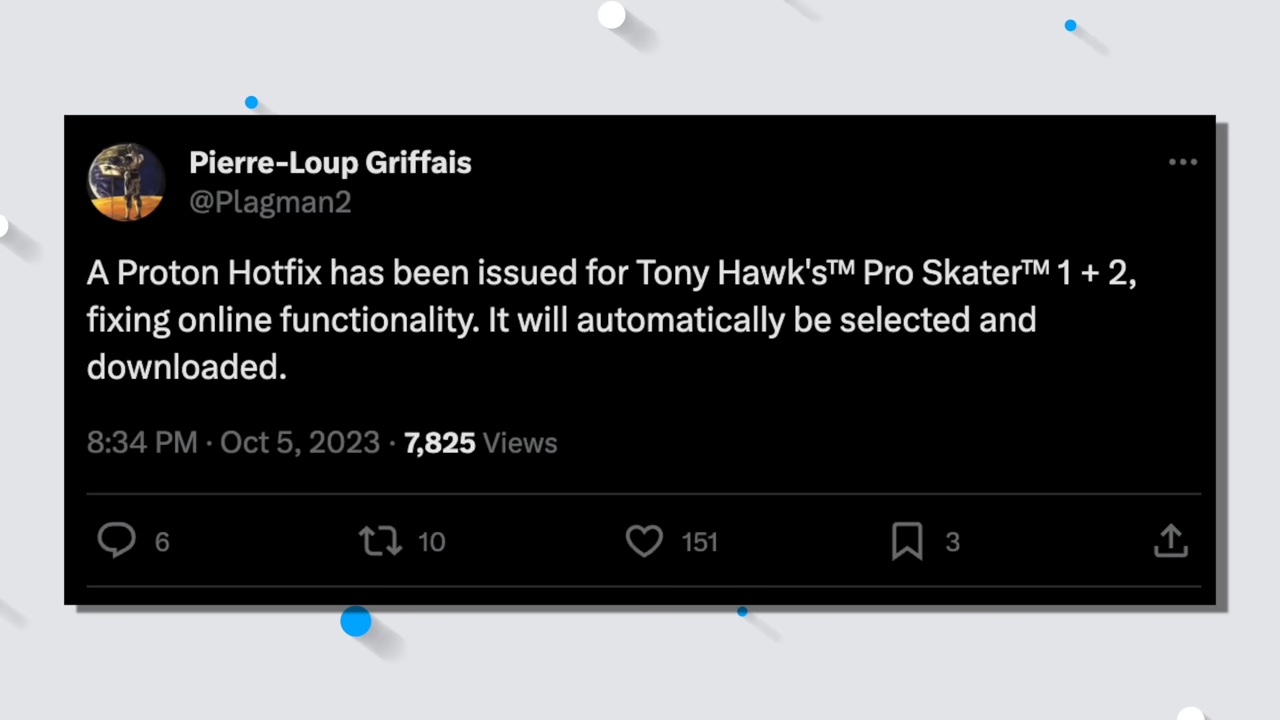 Pierre-Loup Griffais
@Plagman2
A Proton Hotfix has been issued for Tony Hawk's™ Pro Skater™ 1 + 2,
fixing online functionality. It will automatically be selected and
downloaded.
8:34 PM · Oct 5, 2023 · 7,825 Views
6 10 151 3